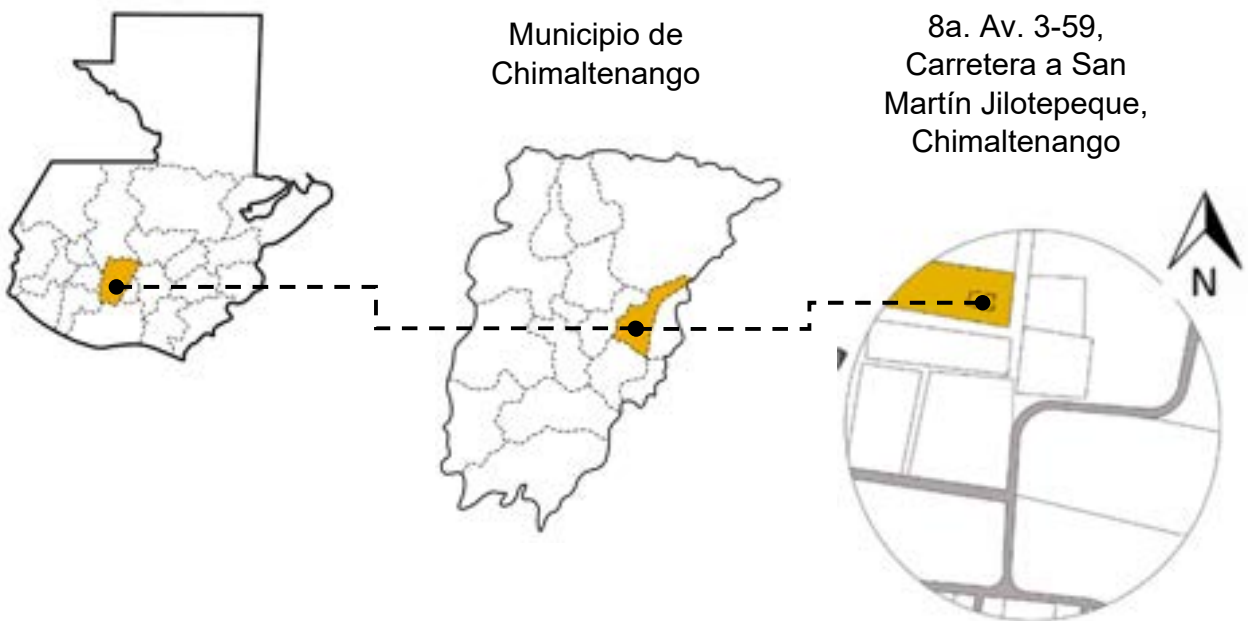 Municipio de
Chimaltenango
8a. Av. 3-59,
Carretera a San
Martín Jilotepeque,
Chimaltenango
N